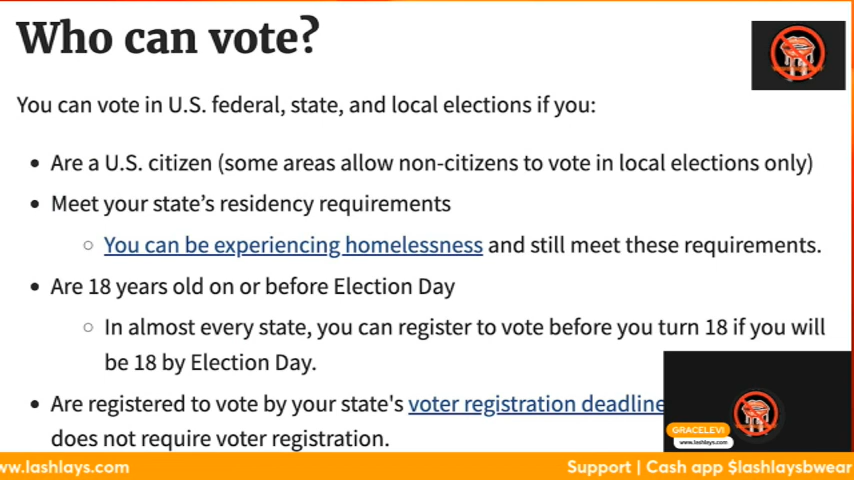 Who can vote?
You can vote in U.S. federal, state, and local elections if you:
• Are a U.S. citizen (some areas allow non-citizens to vote in local elections only)
• Meet your state’s residency requirements
○ You can be experiencing homelessness and still meet these requirements.
• Are 18 years old on or before Election Day
○ In almost every state, you can register to vote before you turn 18 if you will
be 18 by Election Day.
• Are registered to vote by your state's voter registration deadline
does not require voter registration.
GRACELEVI
www.lashlays.com
ww.lashlays.com
Support | Cash app $lashlaysbwear